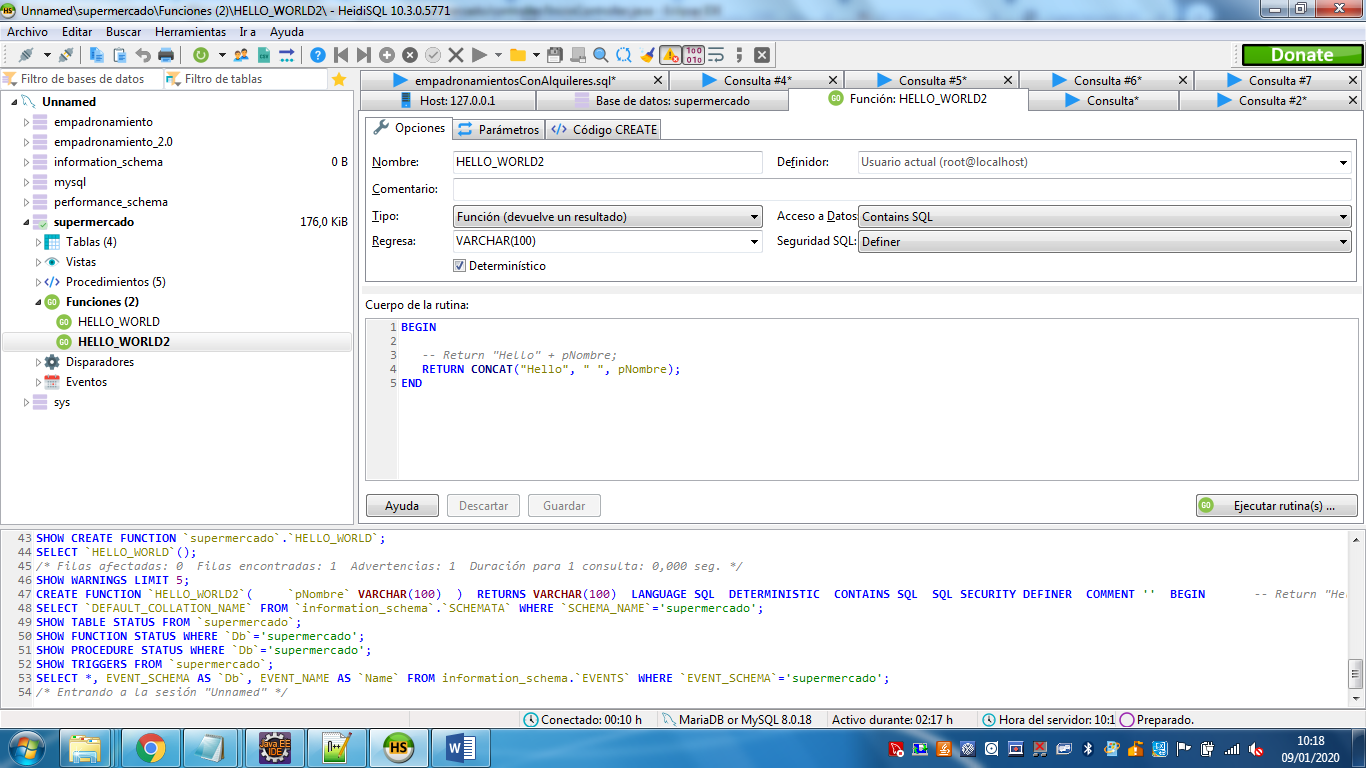 Unnamed\supermercado\Funciones (2)\HELLO_WORLD2\ - HeidiSQL 10.3.0.5771
Archivo Editar Buscar Herramientas Ir a Ayuda
Donate
Filtro de bases de datos Filtro de tablas
empadronamientosConAlquileres.sql* Consulta #4* Consulta #5* Consulta #6* Consulta #7
Host: 127.0.0.1 Base de datos: supermercado Función: HELLO_WORLD2 Consulta* Consulta #2*
Unnamed
empadronamiento
empadronamiento_2.0
information_schema 0 B
mysql
performance_schema
supermercado 176,0 KiB
Tablas (4)
Vistas
Procedimientos (5)
Funciones (2)
HELLO_WORLD
HELLO_WORLD2
Disparadores
Eventos
sys
Opciones Parámetros Código CREATE
Nombre: HELLO_WORLD2 Definidor: Usuario actual (root@localhost)
Comentario:
Tipo: Función (devuelve un resultado) Acceso a Datos Contains SQL
Regresa: VARCHAR(100) Seguridad SQL: Definer
Determinístico
Cuerpo de la rutina:
1 BEGIN
2
3 -- Return "Hello" + pNombre;
4 RETURN CONCAT("Hello", " ", pNombre);
5 END
Ayuda Descartar Guardar Ejecutar rutina(s) ...
43 SHOW CREATE FUNCTION `supermercado`.`HELLO_WORLD`;
44 SELECT `HELLO_WORLD`();
45 /* Filas afectadas: 0 Filas encontradas: 1 Advertencias: 1 Duración para 1 consulta: 0,000 seg. */
46 SHOW WARNINGS LIMIT 5;
47 CREATE FUNCTION `HELLO_WORLD2`( `pNombre` VARCHAR(100) ) RETURNS VARCHAR(100) LANGUAGE SQL DETERMINISTIC CONTAINS SQL SQL SECURITY DEFINER COMMENT '' BEGIN -- Return "Hel
48 SELECT `DEFAULT_COLLATION_NAME` FROM `information_schema`.`SCHEMATA` WHERE `SCHEMA_NAME`='supermercado';
49 SHOW TABLE STATUS FROM `supermercado`;
50 SHOW FUNCTION STATUS WHERE `Db`='supermercado';
51 SHOW PROCEDURE STATUS WHERE `Db`='supermercado';
52 SHOW TRIGGERS FROM `supermercado`;
53 SELECT *, EVENT_SCHEMA AS `Db`, EVENT_NAME AS `Name` FROM information_schema.`EVENTS` WHERE `EVENT_SCHEMA`='supermercado';
54 /* Entrando a la sesión "Unnamed" */
Conectado: 00:10 h MariaDB or MySQL 8.0.18 Activo durante: 02:17 h Hora del servidor: 10:1 Preparado.
10:18
09/01/2020